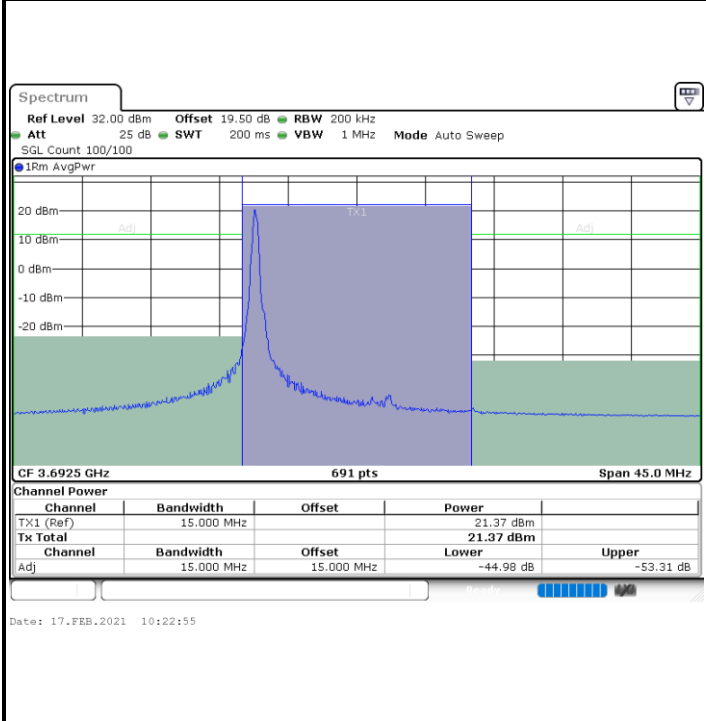 Spectrum
Ref Level 32.00 dBm Offset 19.50 dB RBW 200 kHz
Att 25 dB SWT 200 ms VBW 1 MHz Mode Auto Sweep
SGL Count 100/100
1Rm AvgPwr
20 dBm
TX1
Adj
Adj
10 dBm
0 dBm
-10 dBm
-20 dBm
CF 3.6925 GHz 691 pts Span 45.0 MHz
Channel Power
Channel Bandwidth Offset Power
TX1 (Ref) 15.000 MHz 21.37 dBm
Tx Total 21.37 dBm
Channel Bandwidth Offset Lower Upper
Adj 15.000 MHz 15.000 MHz -44.98 dB -53.31 dB
Ready
Date: 17.FEB.2021 10:22:55